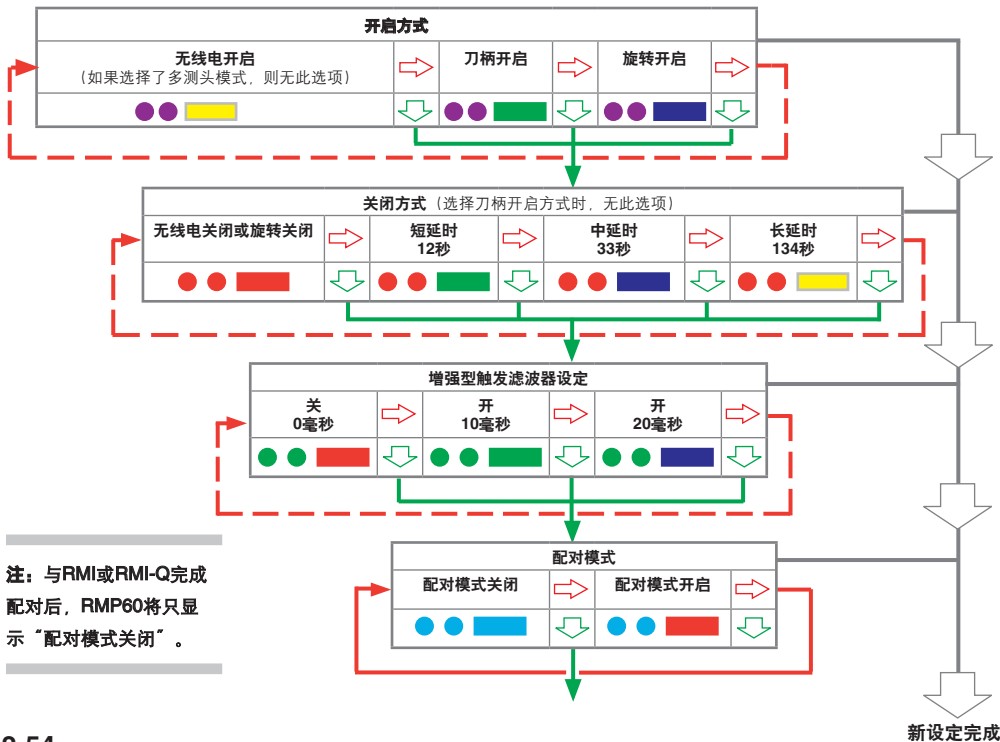 开启方式
无线电开启
（如果选择了多测头模式，则无此选项）
刀柄开启
旋转开启
关闭方式（选择刀柄开启方式时，无此选项）
无线电关闭或旋转关闭
短延时
12秒
中延时
33秒
长延时
134秒
增强型触发滤波器设定
关
0毫秒
开
10毫秒
开
20毫秒
配对模式
配对模式关闭
配对模式开启
注：与RMI或RMI-Q完成
配对后，RMP60将只显
示“配对模式关闭”。
新设定完成